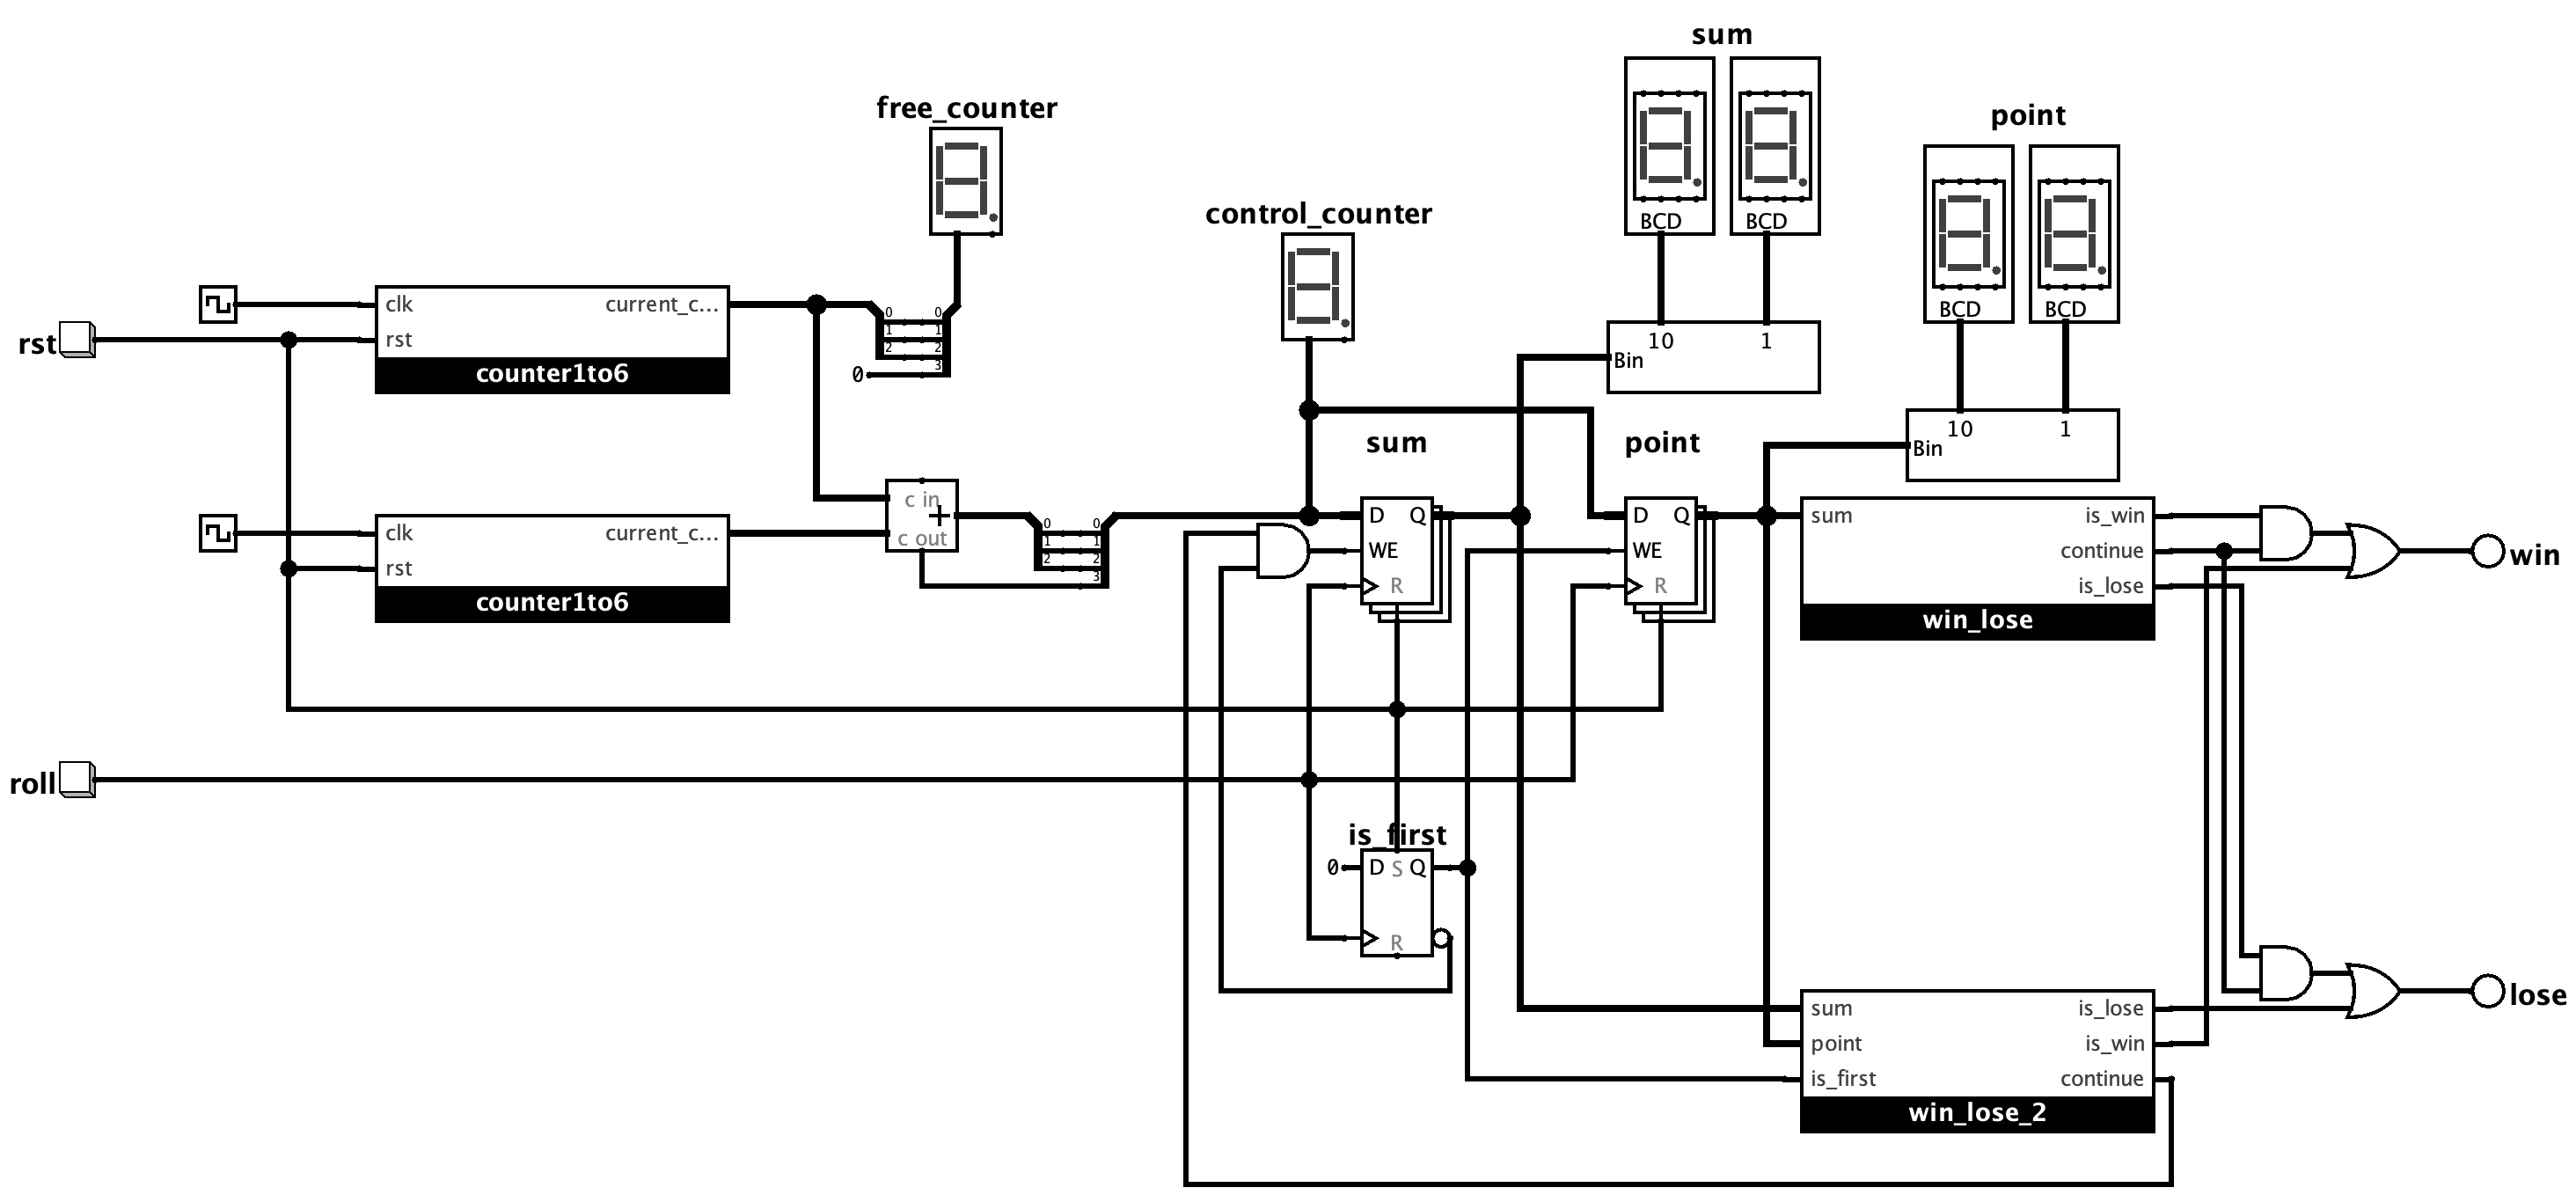 sum
free_counter
point
control_counter
BCD BCD
BCD BCD
clk current_c...
rst
rst
counter1to6
0 0
1 1
2 2
3
0
10 1
Bin
10 1
Bin
sum
point
clk current_c...
rst
counter1to6
c in
+
c out
0 0
1 1
2 2
3
D Q
WE
R
D Q
WE
R
sum is_win
continue
is_lose
win_lose
win
roll
is_first
0
D S Q
R
sum is_lose
point is_win
is_first continue
win_lose_2
lose